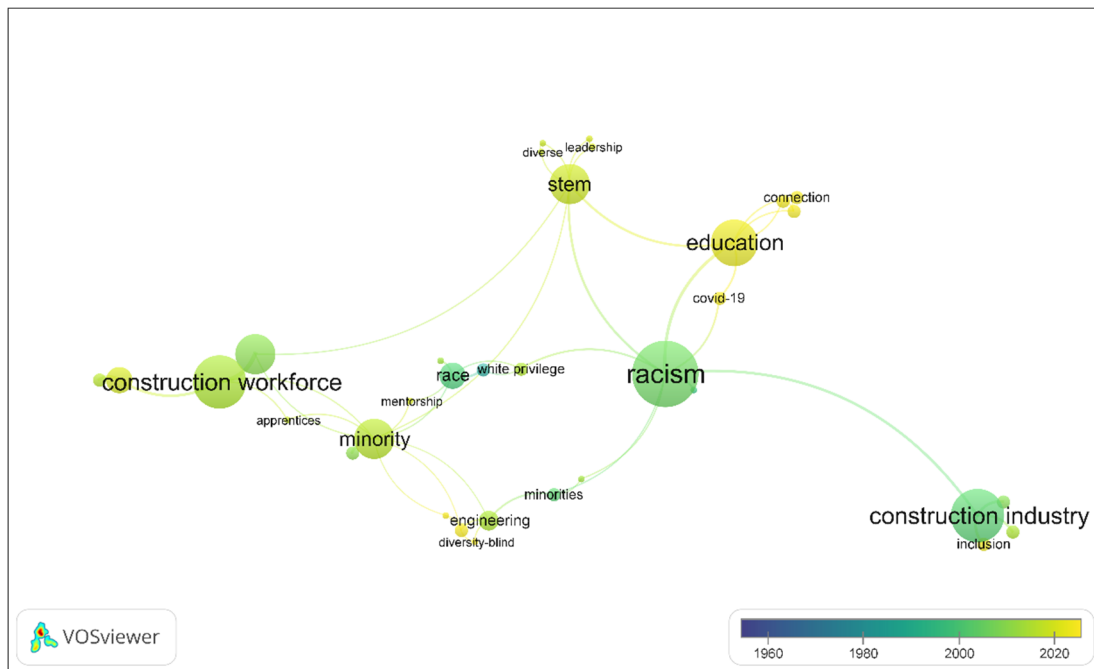 diverse
leadership
stem
connection
education
covid-19
racism
race
white privilege
construction workforce
mentorship
apprentices
minority
minorities
engineering
diversity-blind
construction industry
inclusion
VOSviewer
1960
1980
2000
2020